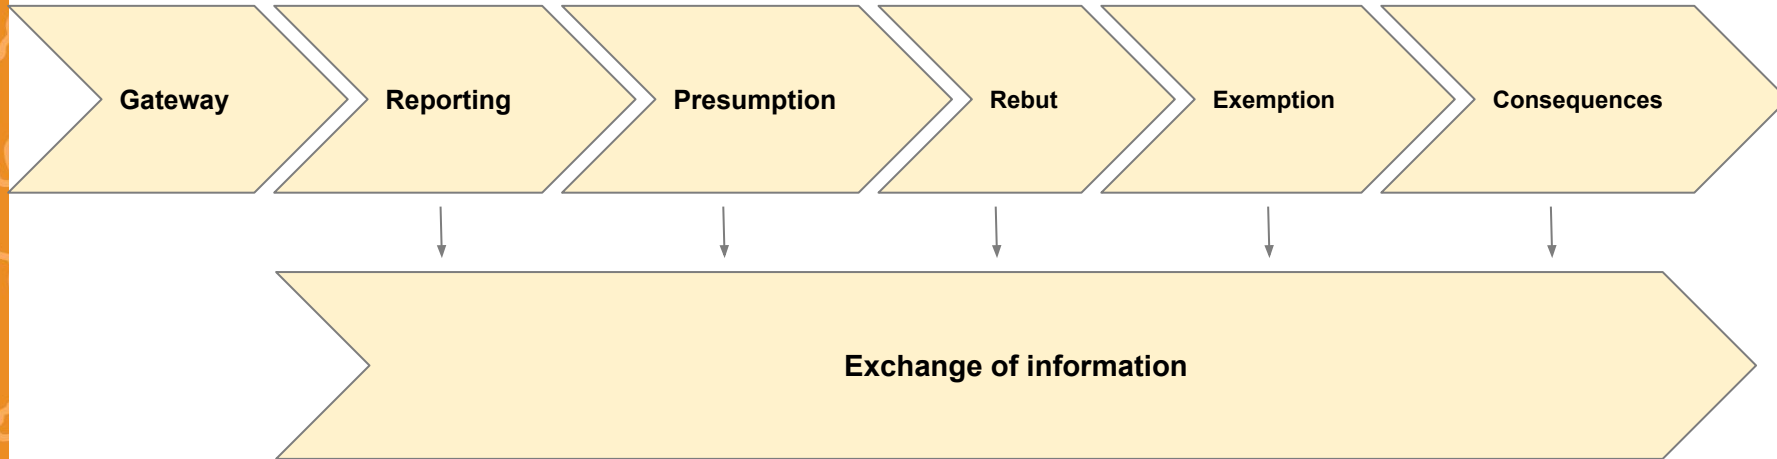 Gateway
Reporting
Presumption
Rebut
Exemption
Consequences
Exchange of information